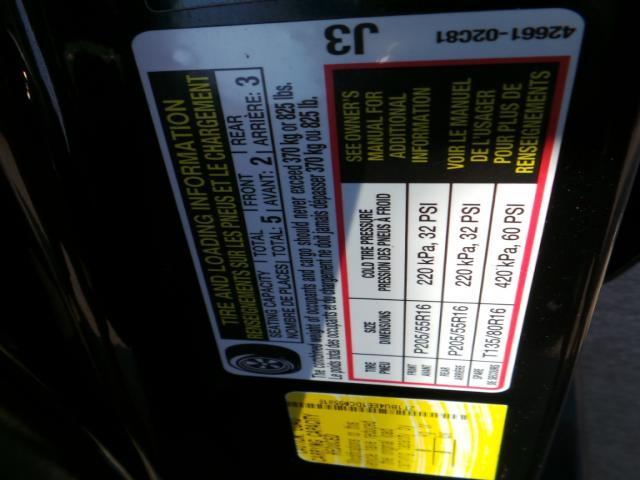 TIRE AND LOADING INFORMATION
RENSEIGNEMENTS SUR LES PNEUS ET LE CHARGEMENT
SEATING CAPACITY TOTAL FRONT REAR
NOMBRE DE PLACES TOTAL: 5 AVANT: 2 ARRIÈRE: 3
The combined weight of occupants and cargo should never exceed 370 kg or 825 lbs.
Le poids total des occupants et du chargement ne doit jamais dépasser 370 kg ou 825 lb.
TIRE SIZE COLD TIRE PRESSURE
PNEU DIMENSIONS PRESSION DES PNEUS À FROID
FRONT P205/55R16 220 kPa, 32 PSI
AVANT
REAR P205/55R16 220 kPa, 32 PSI
ARRIÈRE
SPARE T135/80R16 420 kPa, 60 PSI
DE SECOURS
SEE OWNER'S
MANUAL FOR
ADDITIONAL
INFORMATION
VOIR LE MANUEL
DE L'USAGER
POUR PLUS DE
RENSEIGNEMENTS
J3
42661-02C81
CARRYING CAPACITY
REDUCED